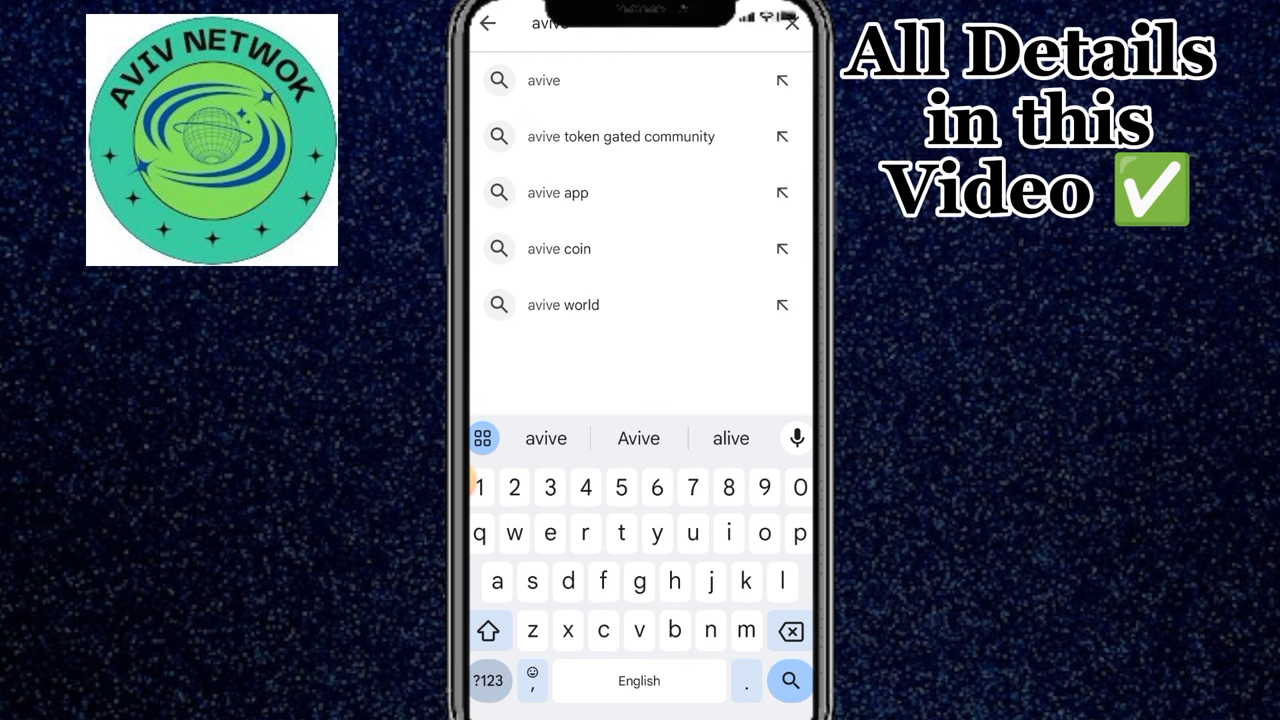 AVIV NETWOK
avive
avive
avive token gated community
avive app
avive coin
avive world
avive Avive alive
1 2 3 4 5 6 7 8 9 0
q w e r t y u i o p
a s d f g h j k l
z x c v b n m
?123 , English .
All Details
in this
Video ✅